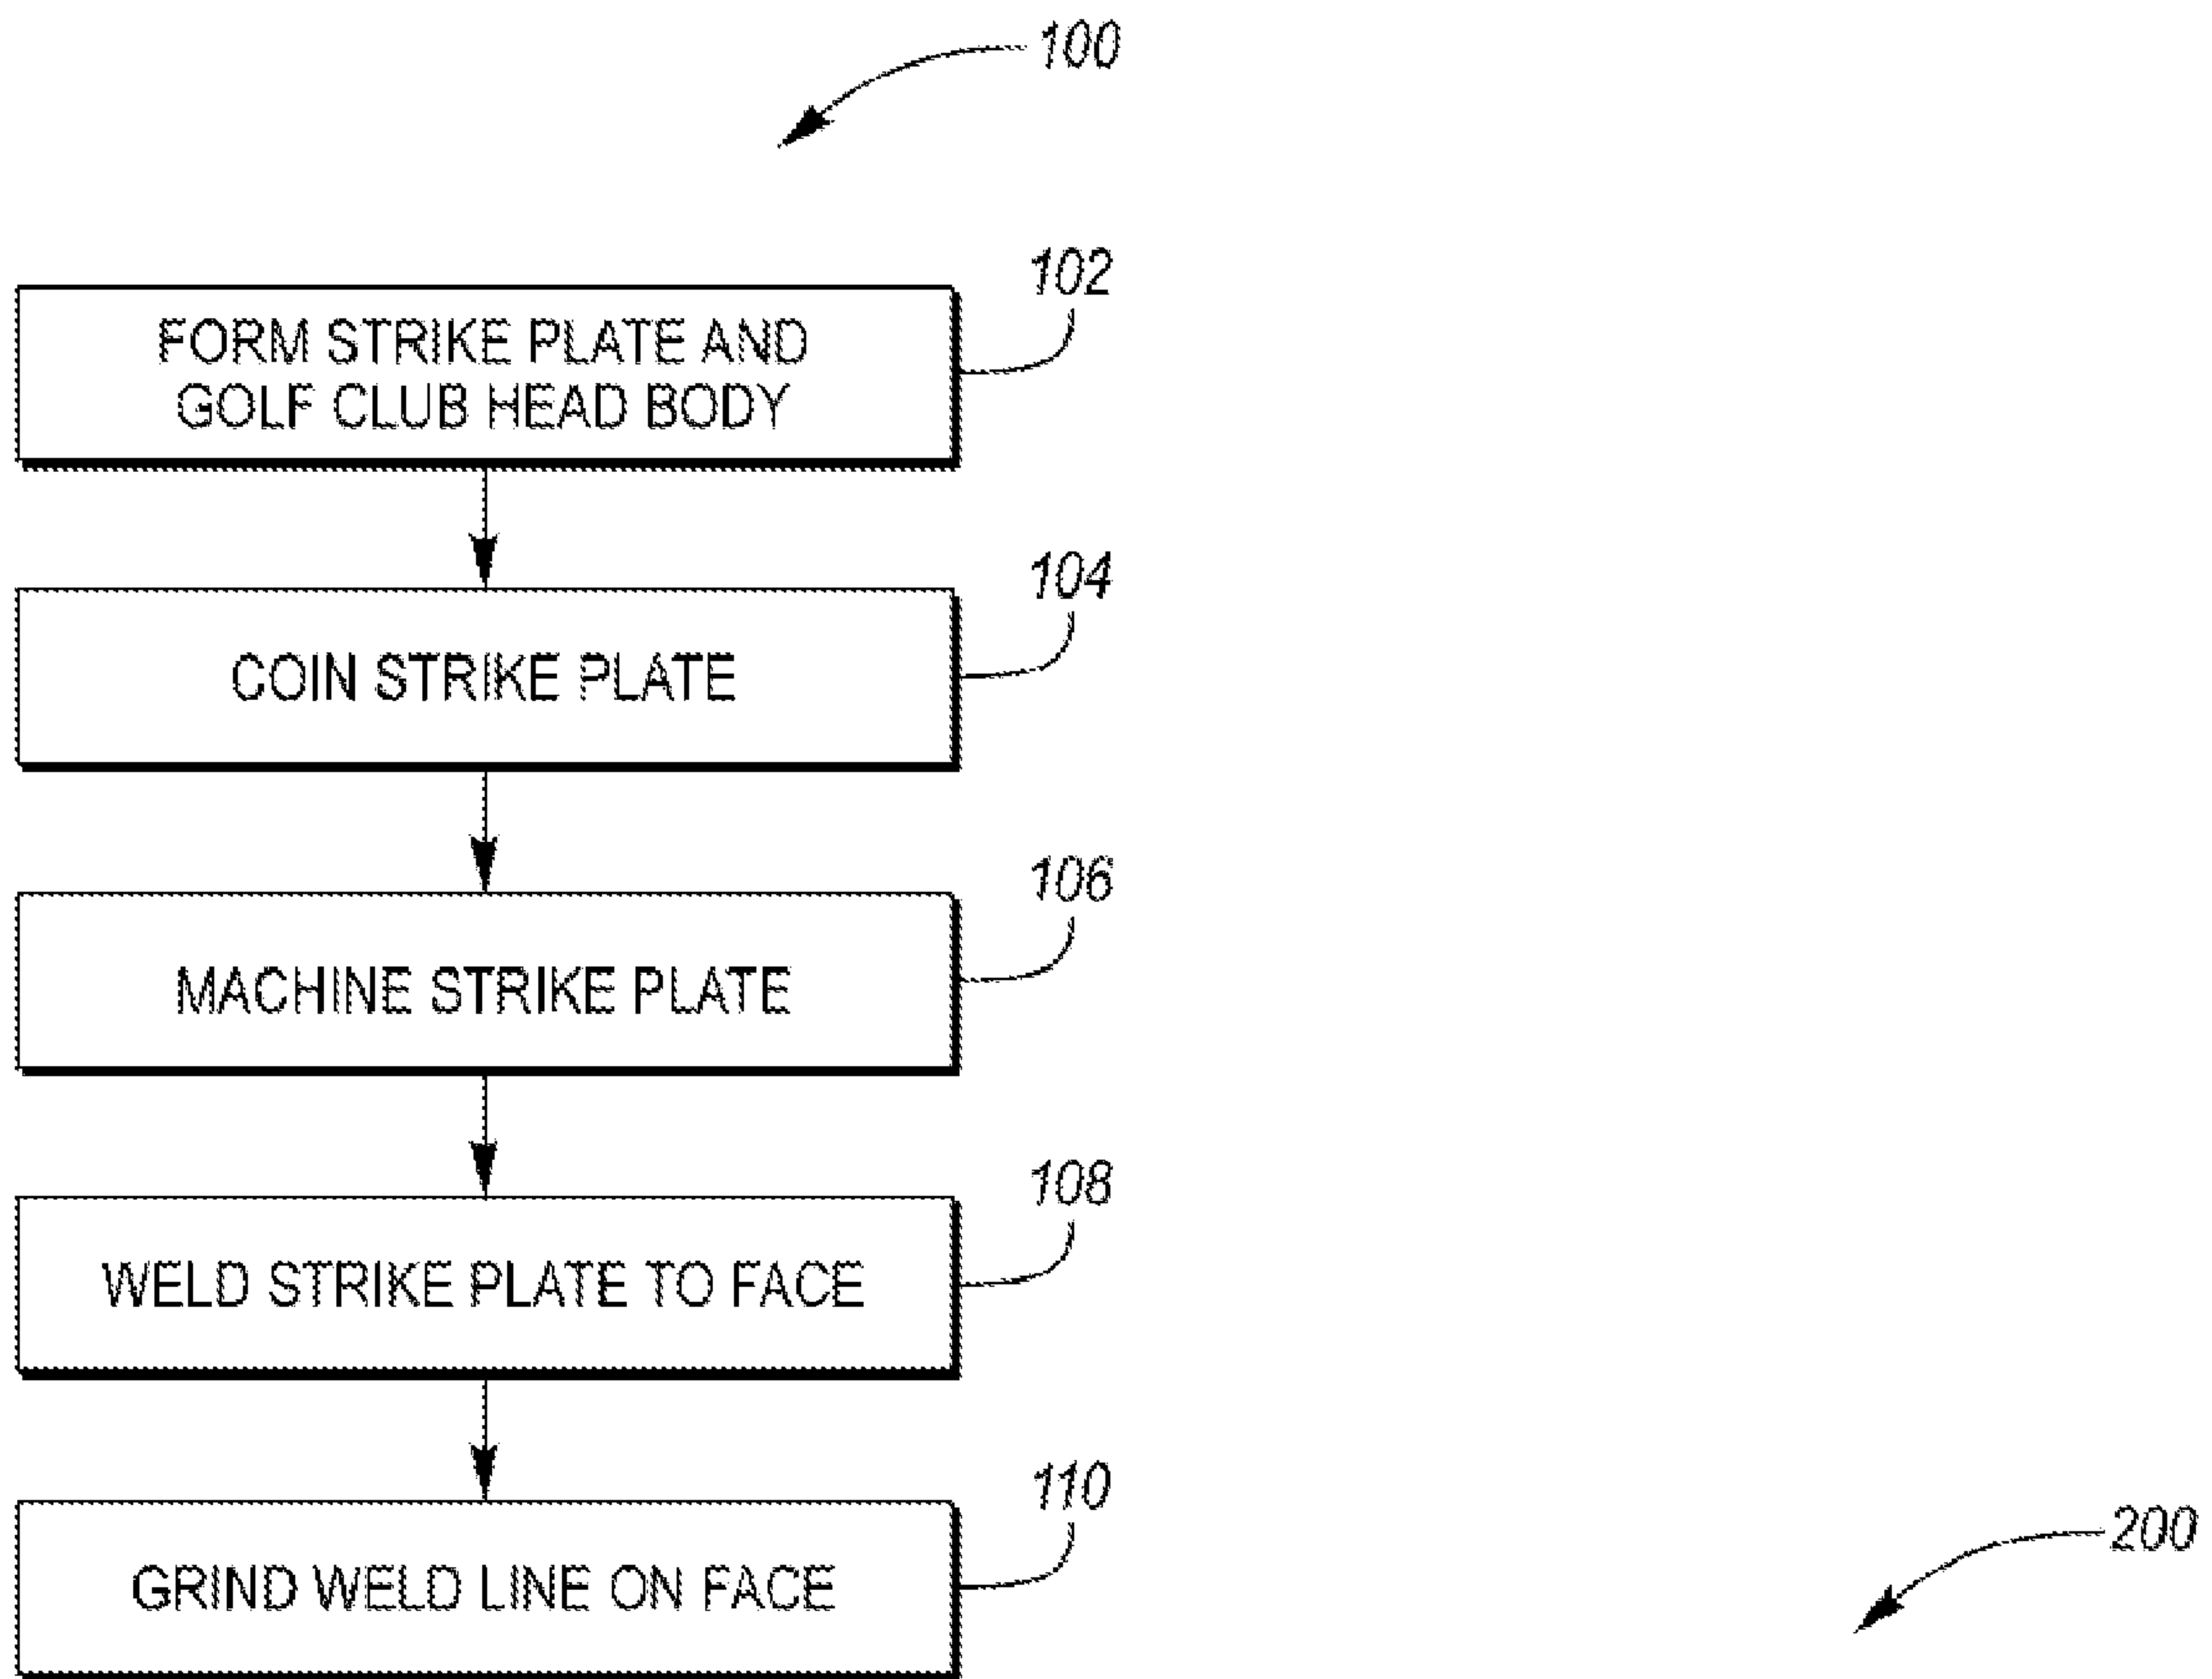 100
102
FORM STRIKE PLATE AND
GOLF CLUB HEAD BODY
104
COIN STRIKE PLATE
106
MACHINE STRIKE PLATE
108
WELD STRIKE PLATE TO FACE
110
GRIND WELD LINE ON FACE
200